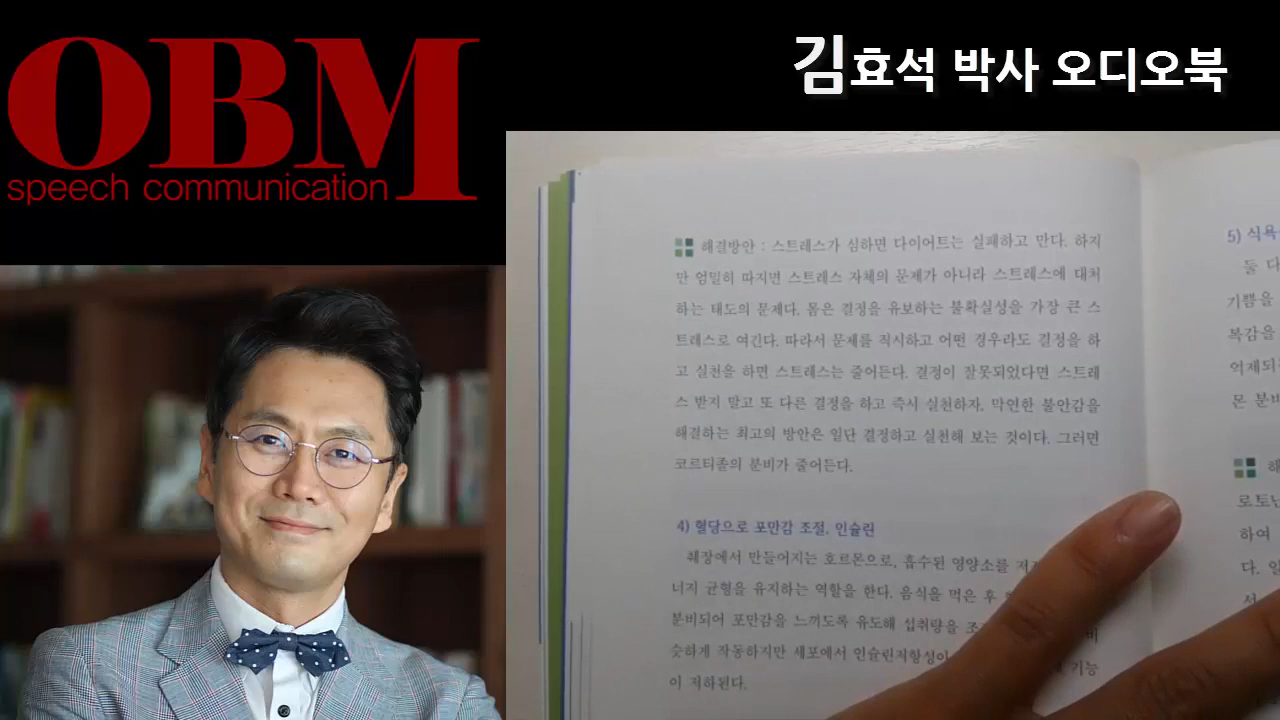 OBM
speech communication
김효석 박사 오디오북
해결방안 : 스트레스가 심하면 다이어트는 실패하고 만다. 하지
만 엄밀히 따지면 스트레스 자체의 문제가 아니라 스트레스에 대처
하는 태도의 문제다. 몸은 결정을 유보하는 불확실성을 가장 큰 스
트레스로 여긴다. 따라서 문제를 직시하고 어떤 경우라도 결정을 하
고 실천을 하면 스트레스는 줄어든다. 결정이 잘못되었다면 스트레
스 받지 말고 또 다른 결정을 하고 즉시 실천하자. 막연한 불안감을
해결하는 최고의 방안은 일단 결정하고 실천해 보는 것이다. 그러면
코르티졸의 분비가 줄어든다.
4) 혈당으로 포만감 조절, 인슐린
췌장에서 만들어지는 호르몬으로, 흡수된 영양소를
너지 균형을 유지하는 역할을 한다. 음식을 먹은 후
분비되어 포만감을 느끼도록 유도해 섭취량을 비
슷하게 작동하지만 세포에서 인슐린저항성이 기능
이 저하된다.
5) 식욕
둘 다
기쁨을
복감을
억제되
몬 분비
하여
다.